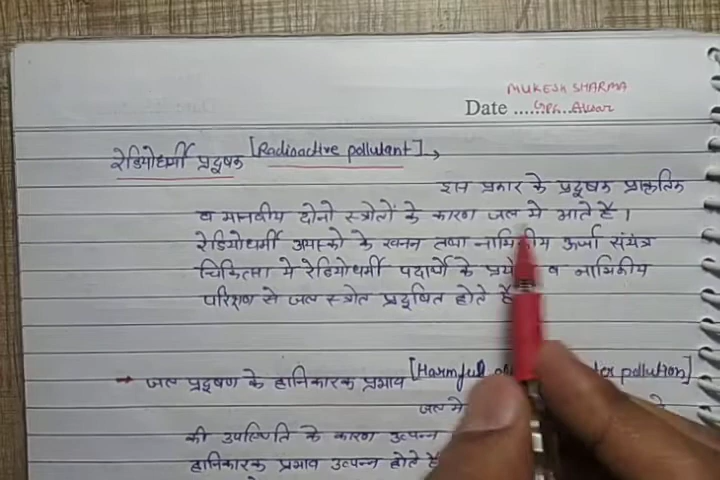 MUKESH SHARMA
Date ...... Gph. Alwar
रेडियोधर्मी प्रदूषक [Radioactive pollutant] →
इस प्रकार के प्रदूषक प्राकृतिक
व मानवीय दोनो स्त्रोतों के कारण जल मे आते है।
रेडियोधर्मी अयस्को के खनन तथा नाभिकीय ऊर्जा संयंत्र
चिकित्सा मे रेडियोधर्मी पदार्थो के व नाभिकीय
परिक्षण से जल स्त्रोत प्रदूषित होते है
→ जल प्रदूषण के हानिकारक प्रभाव [Harmful pollution]
जल मे
की उपस्थिति के कारण उत्पन्न
हानिकारक प्रभाव उत्पन्न होते है